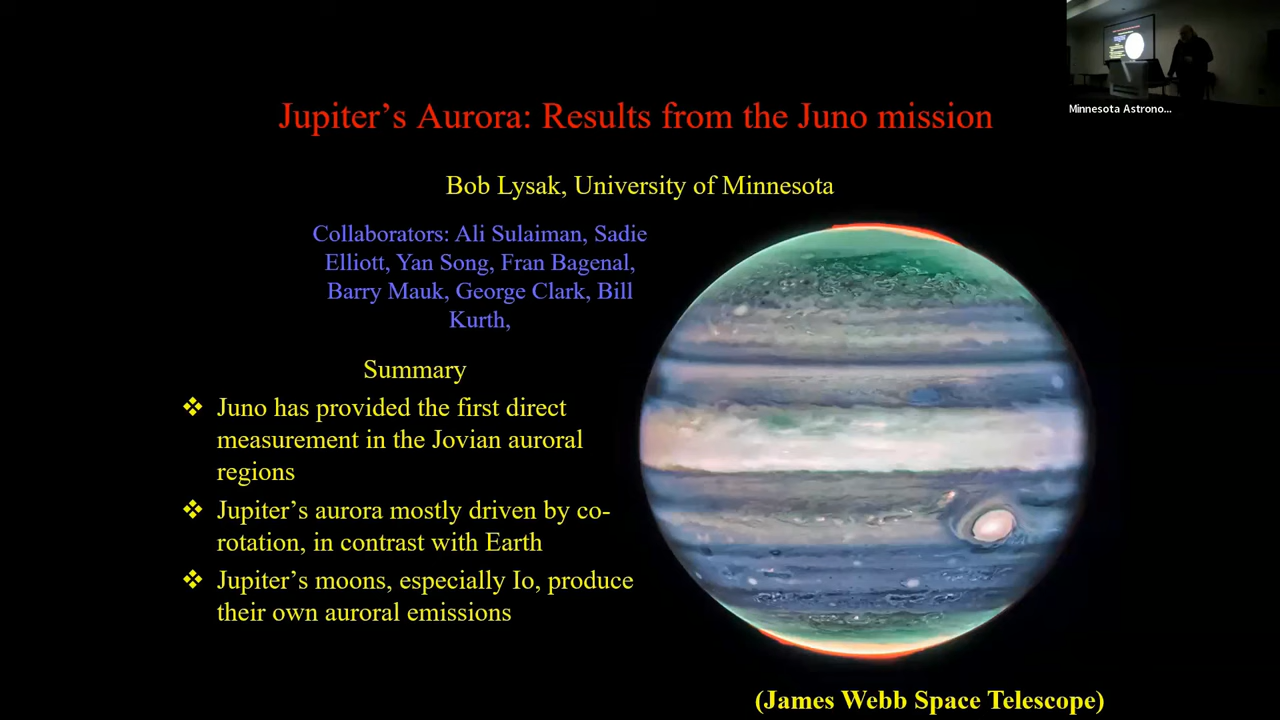 Jupiter’s Aurora: Results from the Juno mission
Minnesota Astrono...
Bob Lysak, University of Minnesota
Collaborators: Ali Sulaiman, Sadie
Elliott, Yan Song, Fran Bagenal,
Barry Mauk, George Clark, Bill
Kurth,
Summary
❖ Juno has provided the first direct
measurement in the Jovian auroral
regions
❖ Jupiter’s aurora mostly driven by co-
rotation, in contrast with Earth
❖ Jupiter’s moons, especially Io, produce
their own auroral emissions
(James Webb Space Telescope)